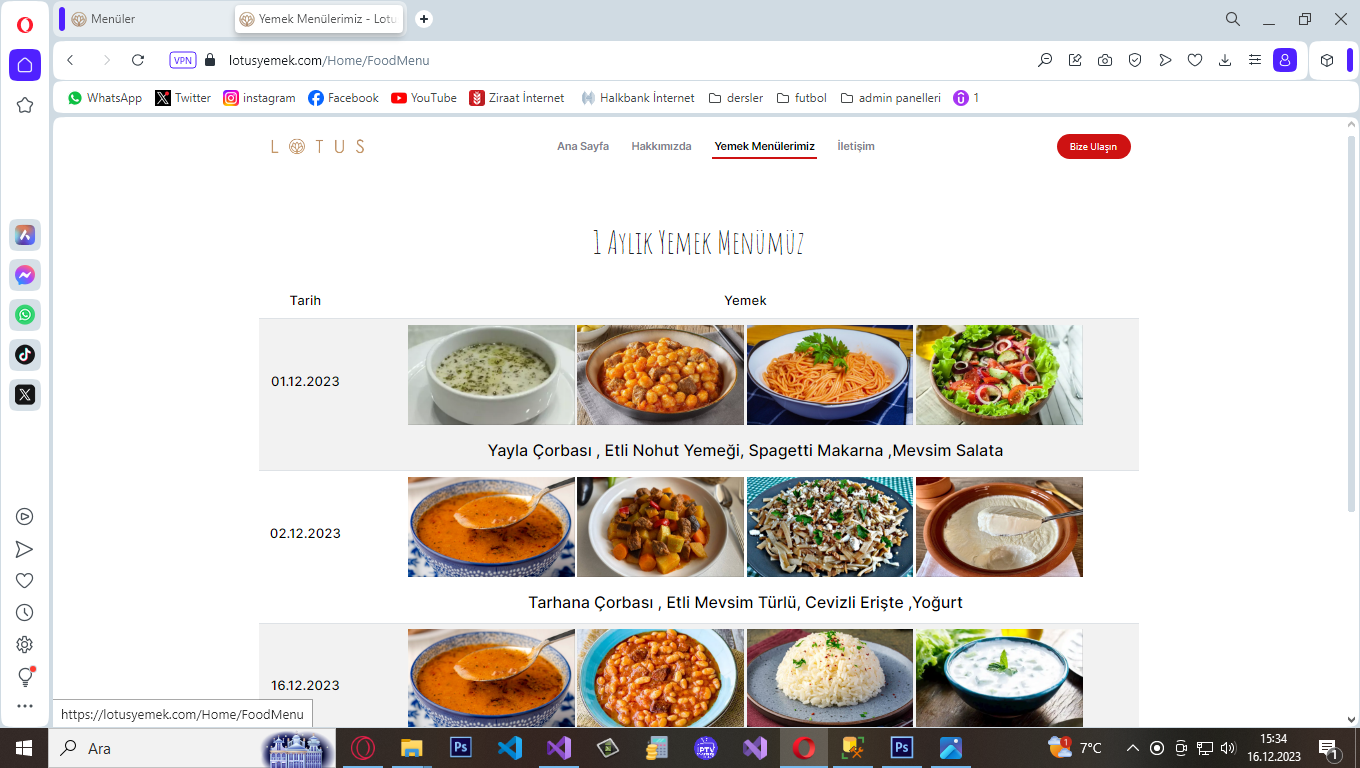 Menüler
Yemek Menülerimiz - Lotu
VPN
lotusyemek.com/Home/FoodMenu
WhatsApp
Twitter
instagram
Facebook
YouTube
Ziraat İnternet
Halkbank İnternet
dersler
futbol
admin panelleri
1
LOTUS
Ana Sayfa
Hakkımızda
Yemek Menülerimiz
İletişim
Bize Ulaşın
1 Aylık Yemek Menümüz
Tarih
Yemek
01.12.2023
Yayla Çorbası , Etli Nohut Yemeği, Spagetti Makarna ,Mevsim Salata
02.12.2023
Tarhana Çorbası , Etli Mevsim Türlü, Cevizli Erişte ,Yoğurt
16.12.2023
https://lotusyemek.com/Home/FoodMenu
Ara
Ps
IPTV
Ps
1
7°C
15:34
16.12.2023
1